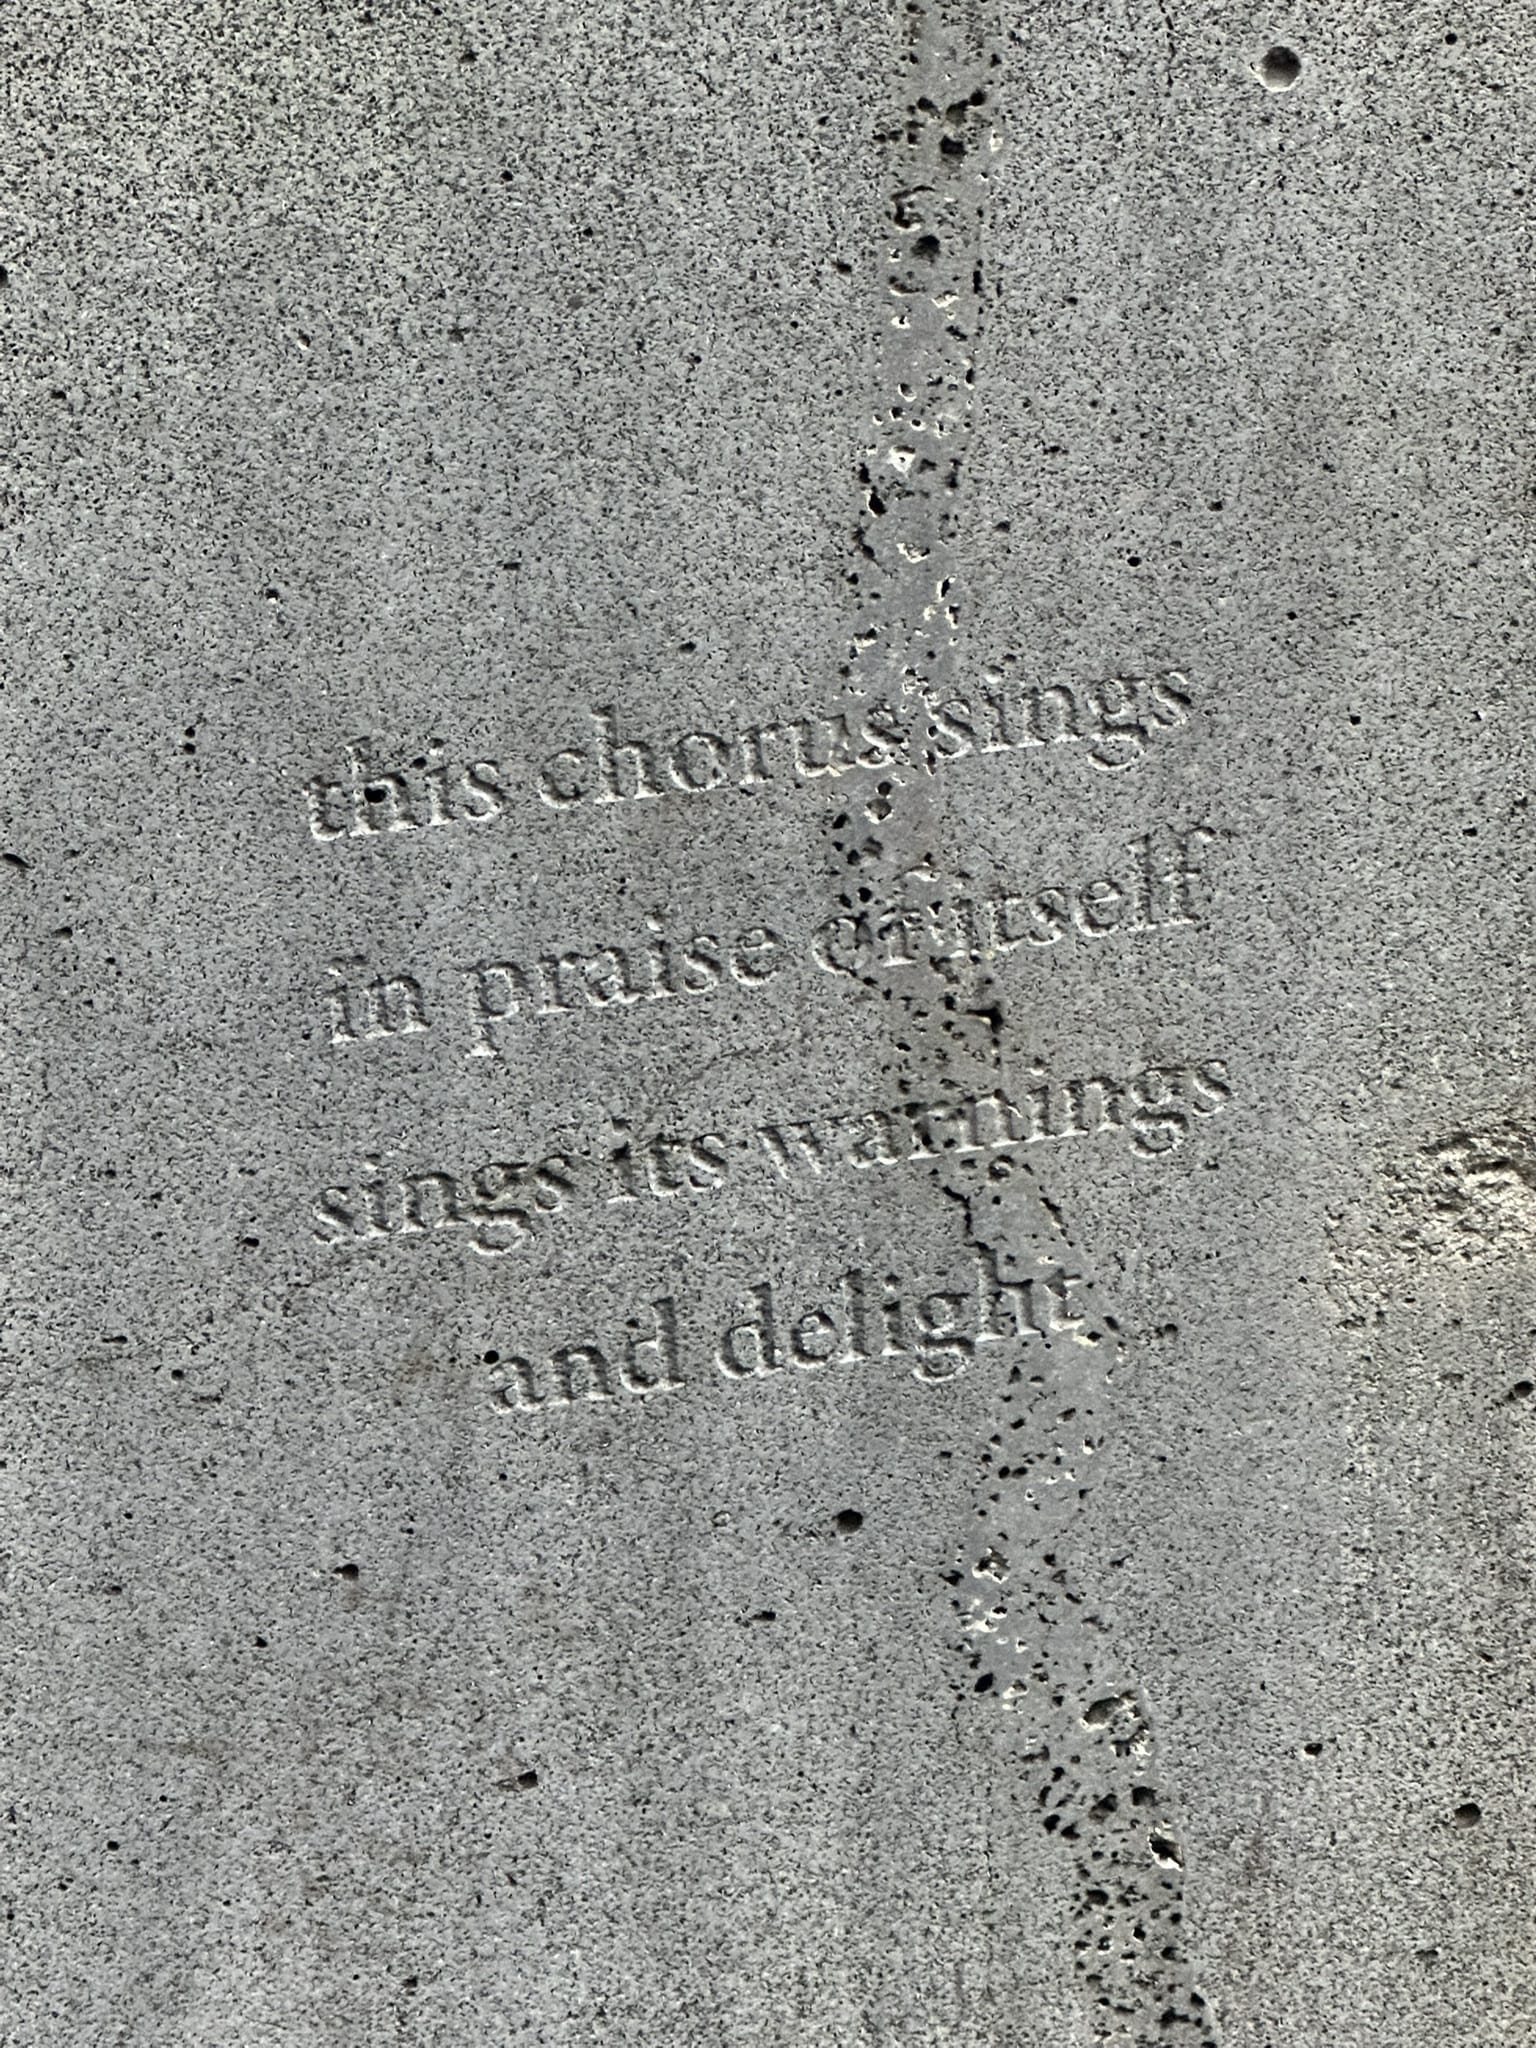 this chorus sings
in praise of itself
sings its warnings
and delight